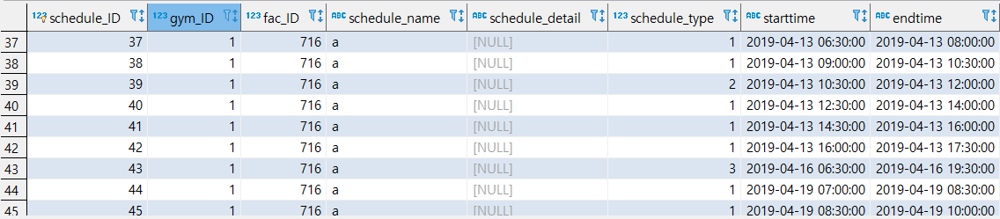 schedule_ID 123 gym_ID 123 fac_ID ABC schedule_name ABC schedule_detail 123 schedule_type starttime endtime
37 37 1 716 a [NULL] 1 2019-04-13 06:30:00 2019-04-13 08:00:00
38 38 1 716 a [NULL] 1 2019-04-13 09:00:00 2019-04-13 10:30:00
39 39 1 716 a [NULL] 2 2019-04-13 10:30:00 2019-04-13 12:00:00
40 40 1 716 a [NULL] 1 2019-04-13 12:30:00 2019-04-13 14:00:00
41 41 1 716 a [NULL] 1 2019-04-13 14:30:00 2019-04-13 16:00:00
42 42 1 716 a [NULL] 1 2019-04-13 16:00:00 2019-04-13 17:30:00
43 43 1 716 a [NULL] 3 2019-04-16 06:30:00 2019-04-16 19:30:00
44 44 1 716 a [NULL] 1 2019-04-19 07:00:00 2019-04-19 08:30:00
45 45 1 716 a [NULL] 1 2019-04-19 08:30:00 2019-04-19 10:00:00